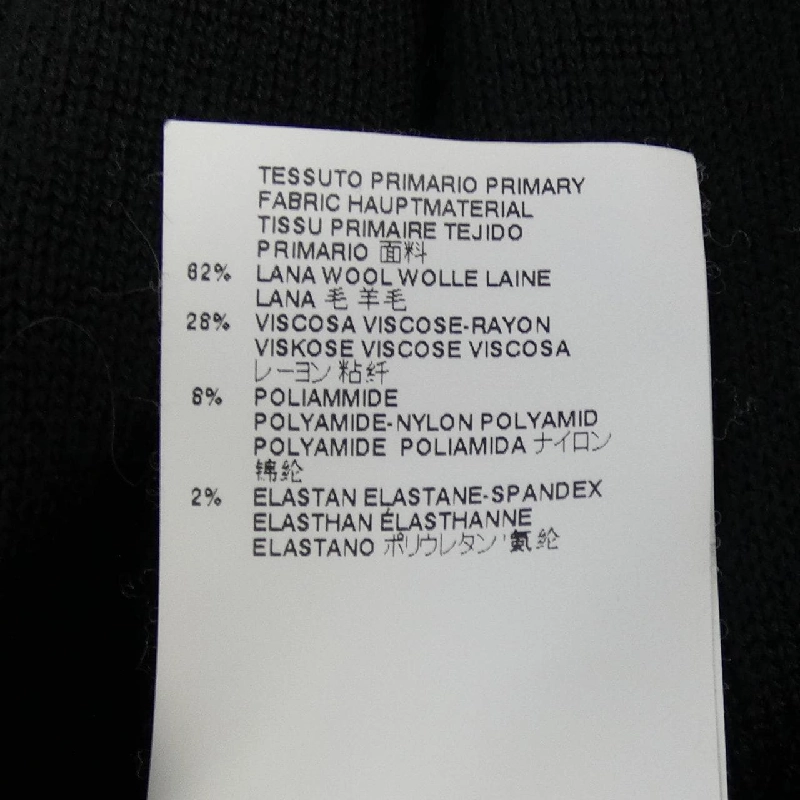 TESSUTO PRIMARIO PRIMARY
FABRIC HAUPTMATERIAL
TISSU PRIMAIRE TEJIDO
PRIMARIO 面料
62% LANA WOOL WOLLE LAINE
LANA 毛 羊毛
28% VISCOSA VISCOSE-RAYON
VISKOSE VISCOSE VISCOSA
レーヨン 粘纤
8% POLIAMMIDE
POLYAMIDE-NYLON POLYAMID
POLYAMIDE POLIAMIDA ナイロン
锦纶
2% ELASTAN ELASTANE-SPANDEX
ELASTHAN ÉLASTHANNE
ELASTANO ポリウレタン 氨纶